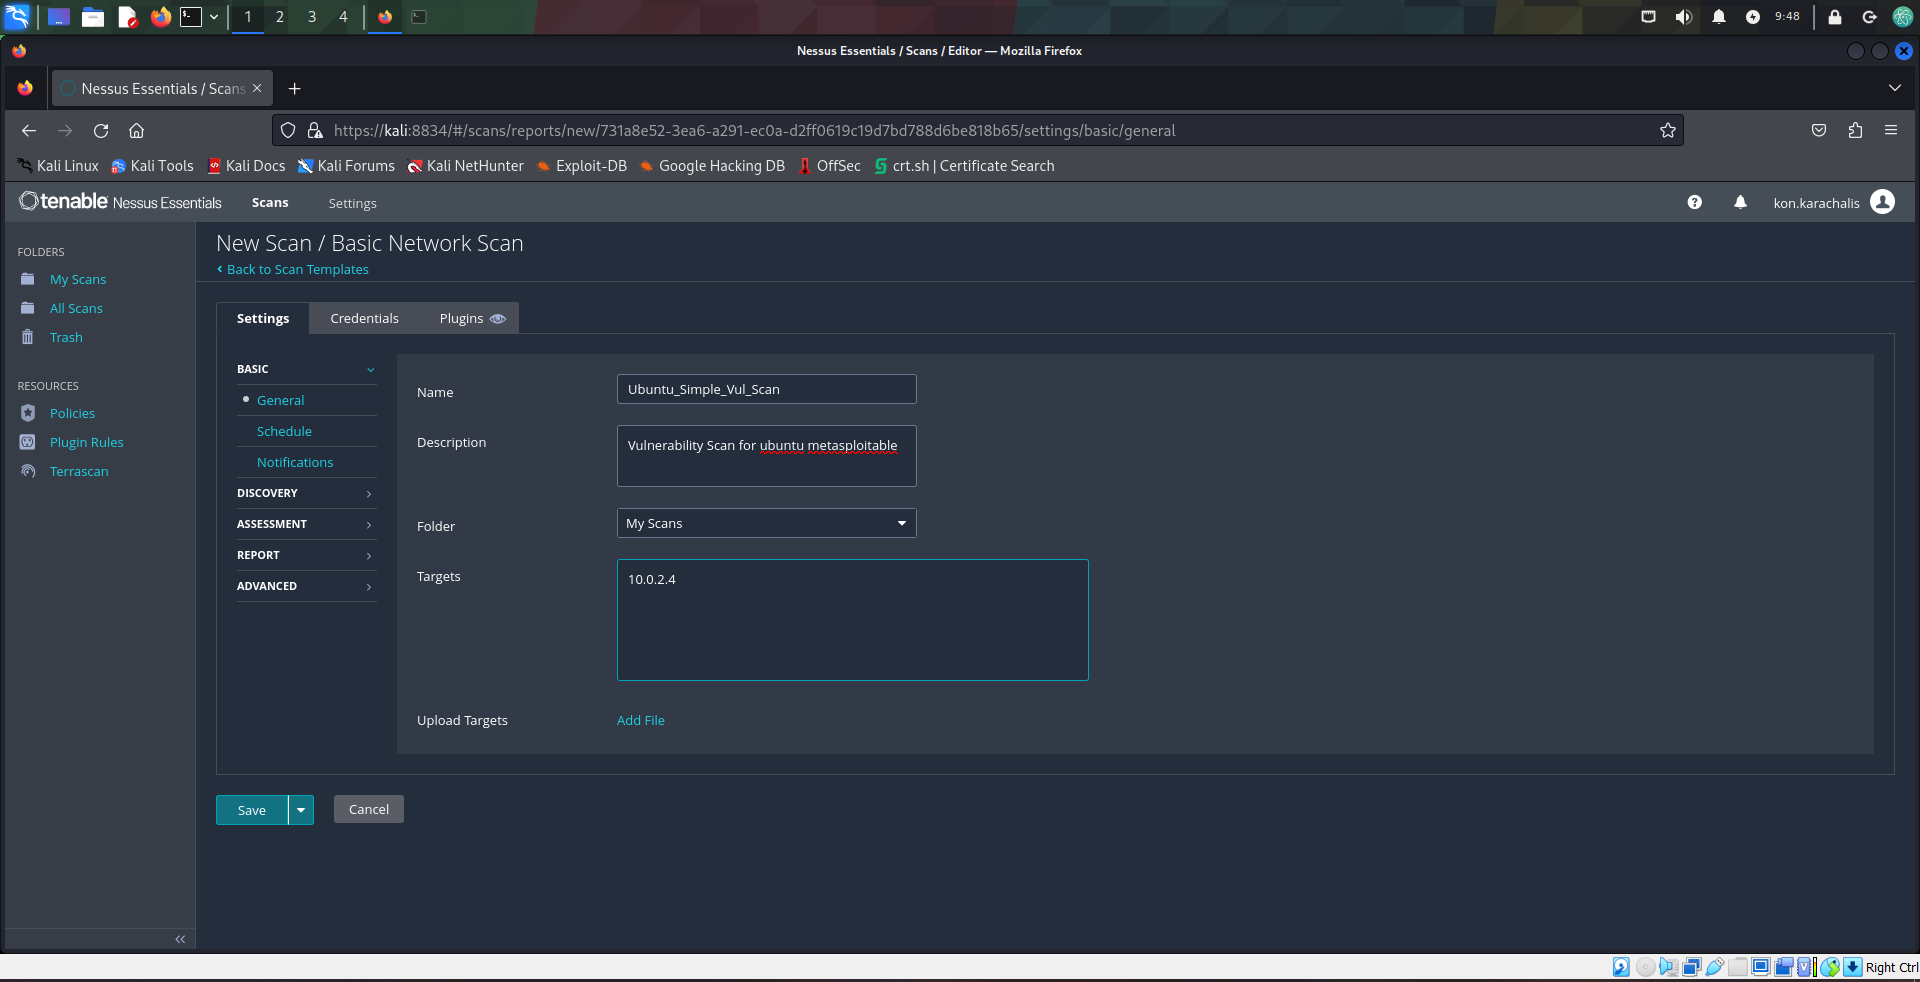 1 2 3 4 9:48
Nessus Essentials / Scans / Editor — Mozilla Firefox
Nessus Essentials / Scans
https://kali:8834/#/scans/reports/new/731a8e52-3ea6-a291-ec0a-d2ff0619c19d7bd788d6be818b65/settings/basic/general
Kali Linux Kali Tools Kali Docs Kali Forums Kali NetHunter Exploit-DB Google Hacking DB OffSec crt.sh | Certificate Search
tenable Nessus Essentials Scans Settings kon.karachalis
FOLDERS
My Scans
All Scans
Trash
RESOURCES
Policies
Plugin Rules
Terrascan
New Scan / Basic Network Scan
Back to Scan Templates
Settings Credentials Plugins
BASIC
General
Schedule
Notifications
DISCOVERY
ASSESSMENT
REPORT
ADVANCED
Name Ubuntu_Simple_Vul_Scan
Description Vulnerability Scan for ubuntu metasploitable
Folder My Scans
Targets 10.0.2.4
Upload Targets Add File
Save Cancel
Right Ctrl